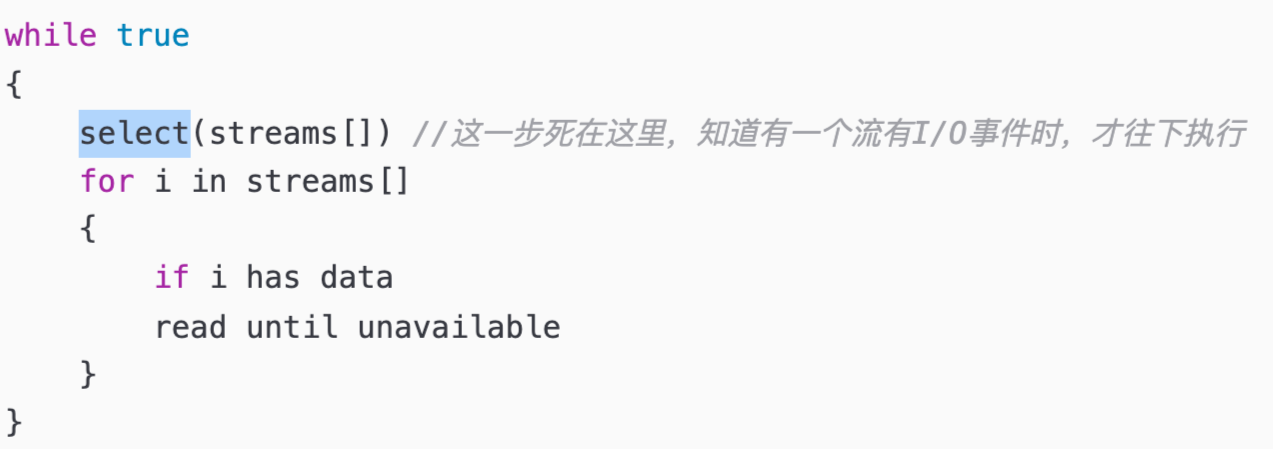 while true
{
    select(streams[]) //这一步死在这里，知道有一个流有I/O事件时，才往下执行
    for i in streams[]
    {
        if i has data
        read until unavailable
    }
}